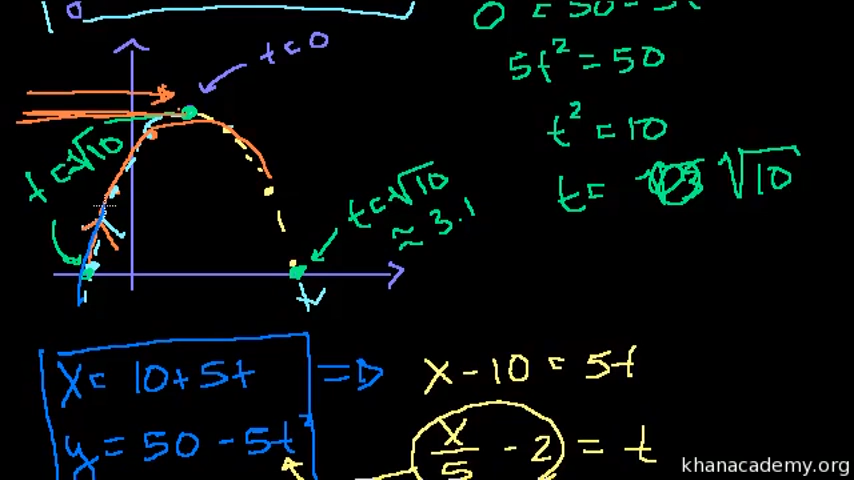 0 = 50 - 5t²
5t² = 50
t² = 10
t = √10
t = 0
t = -√10
t = √10
≈ 3.1
x = 10 + 5t
y = 50 - 5t²
x - 10 = 5t
x/5 - 2 = t
khanacademy.org